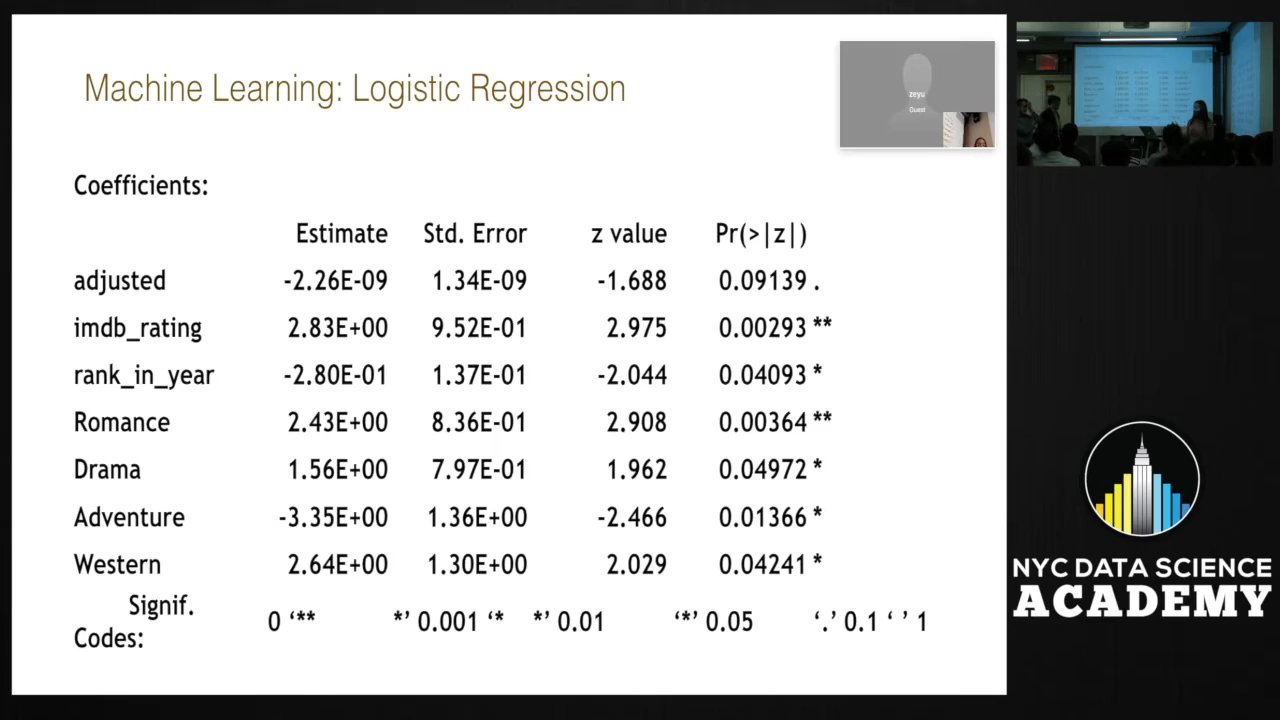 Machine Learning: Logistic Regression
zeyu
Guest
Coefficients:
Estimate Std. Error z value Pr(>|z|)
adjusted -2.26E-09 1.34E-09 -1.688 0.09139 .
imdb_rating 2.83E+00 9.52E-01 2.975 0.00293 **
rank_in_year -2.80E-01 1.37E-01 -2.044 0.04093 *
Romance 2.43E+00 8.36E-01 2.908 0.00364 **
Drama 1.56E+00 7.97E-01 1.962 0.04972 *
Adventure -3.35E+00 1.36E+00 -2.466 0.01366 *
Western 2.64E+00 1.30E+00 2.029 0.04241 *
Signif.
Codes: 0 ‘** *’ 0.001 ‘* *’ 0.01 ‘*’ 0.05 ‘.’ 0.1 ‘ ’ 1
NYC DATA SCIENCE
ACADEMY